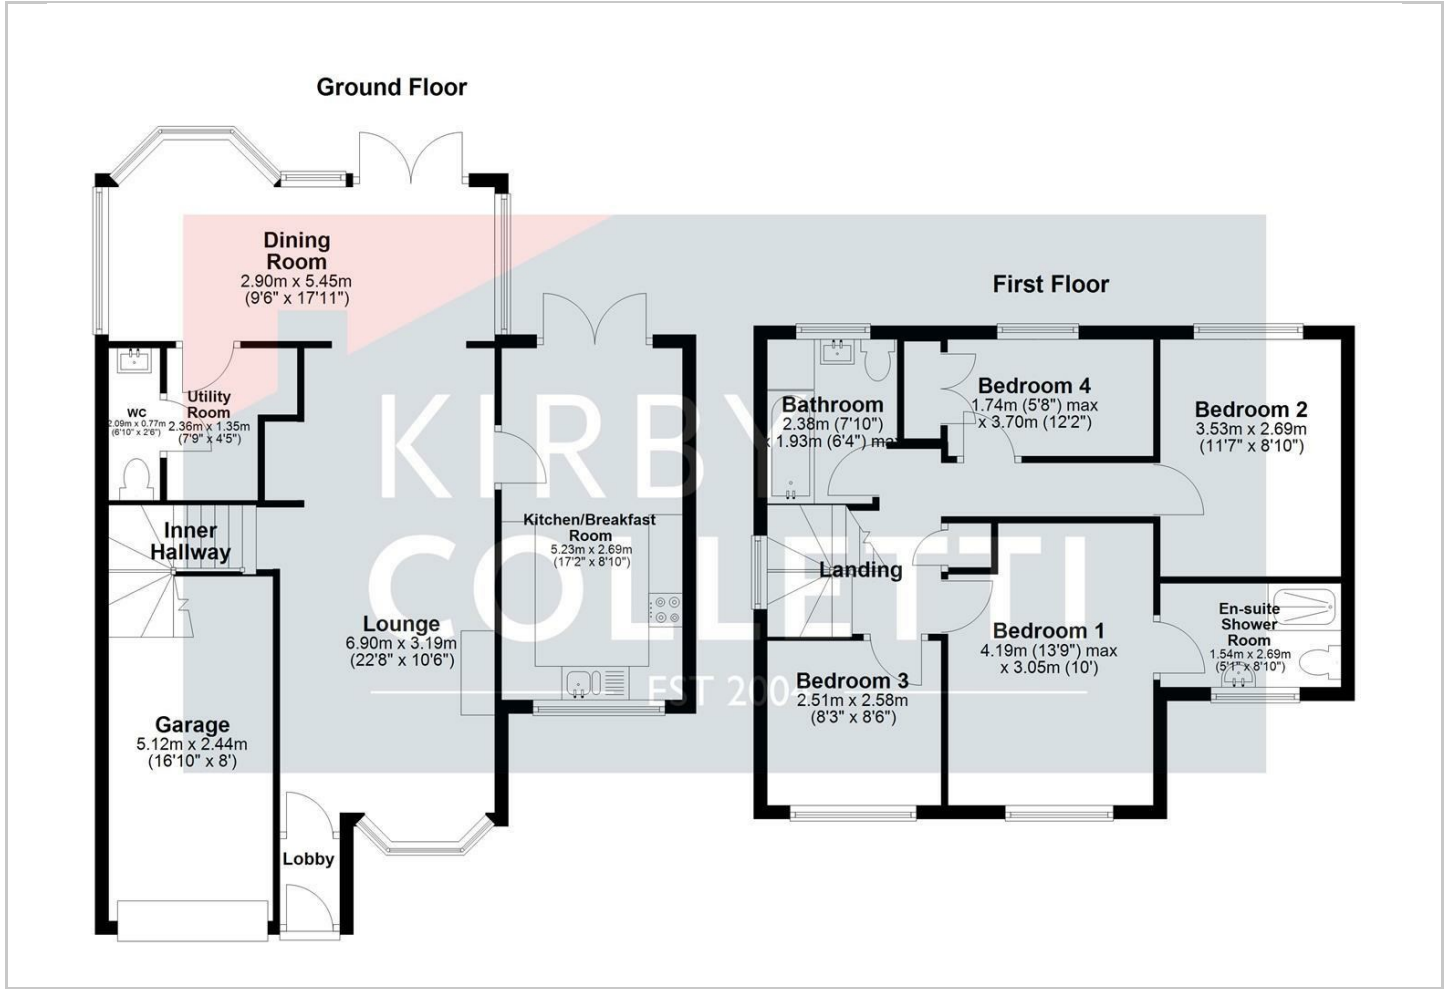 Ground Floor
Dining
Room
2.90m x 5.45m
(9'6" x 17'11")
WC
2.09m x 0.77m
(6'10" x 2'6")
Utility
Room
2.36m x 1.35m
(7'9" x 4'5")
Inner
Hallway
Kitchen/Breakfast
Room
5.23m x 2.69m
(17'2" x 8'10")
Lounge
6.90m x 3.19m
(22'8" x 10'6")
Garage
5.12m x 2.44m
(16'10" x 8')
Lobby
First Floor
Bathroom
2.38m (7'10")
x 1.93m (6'4") max
Bedroom 4
1.74m (5'8") max
x 3.70m (12'2")
Bedroom 2
3.53m x 2.69m
(11'7" x 8'10")
Landing
Bedroom 1
4.19m (13'9") max
x 3.05m (10')
En-suite
Shower
Room
1.54m x 2.69m
(5'1" x 8'10")
Bedroom 3
2.51m x 2.58m
(8'3" x 8'6")
KIRBY
COLLETTI
EST 2004